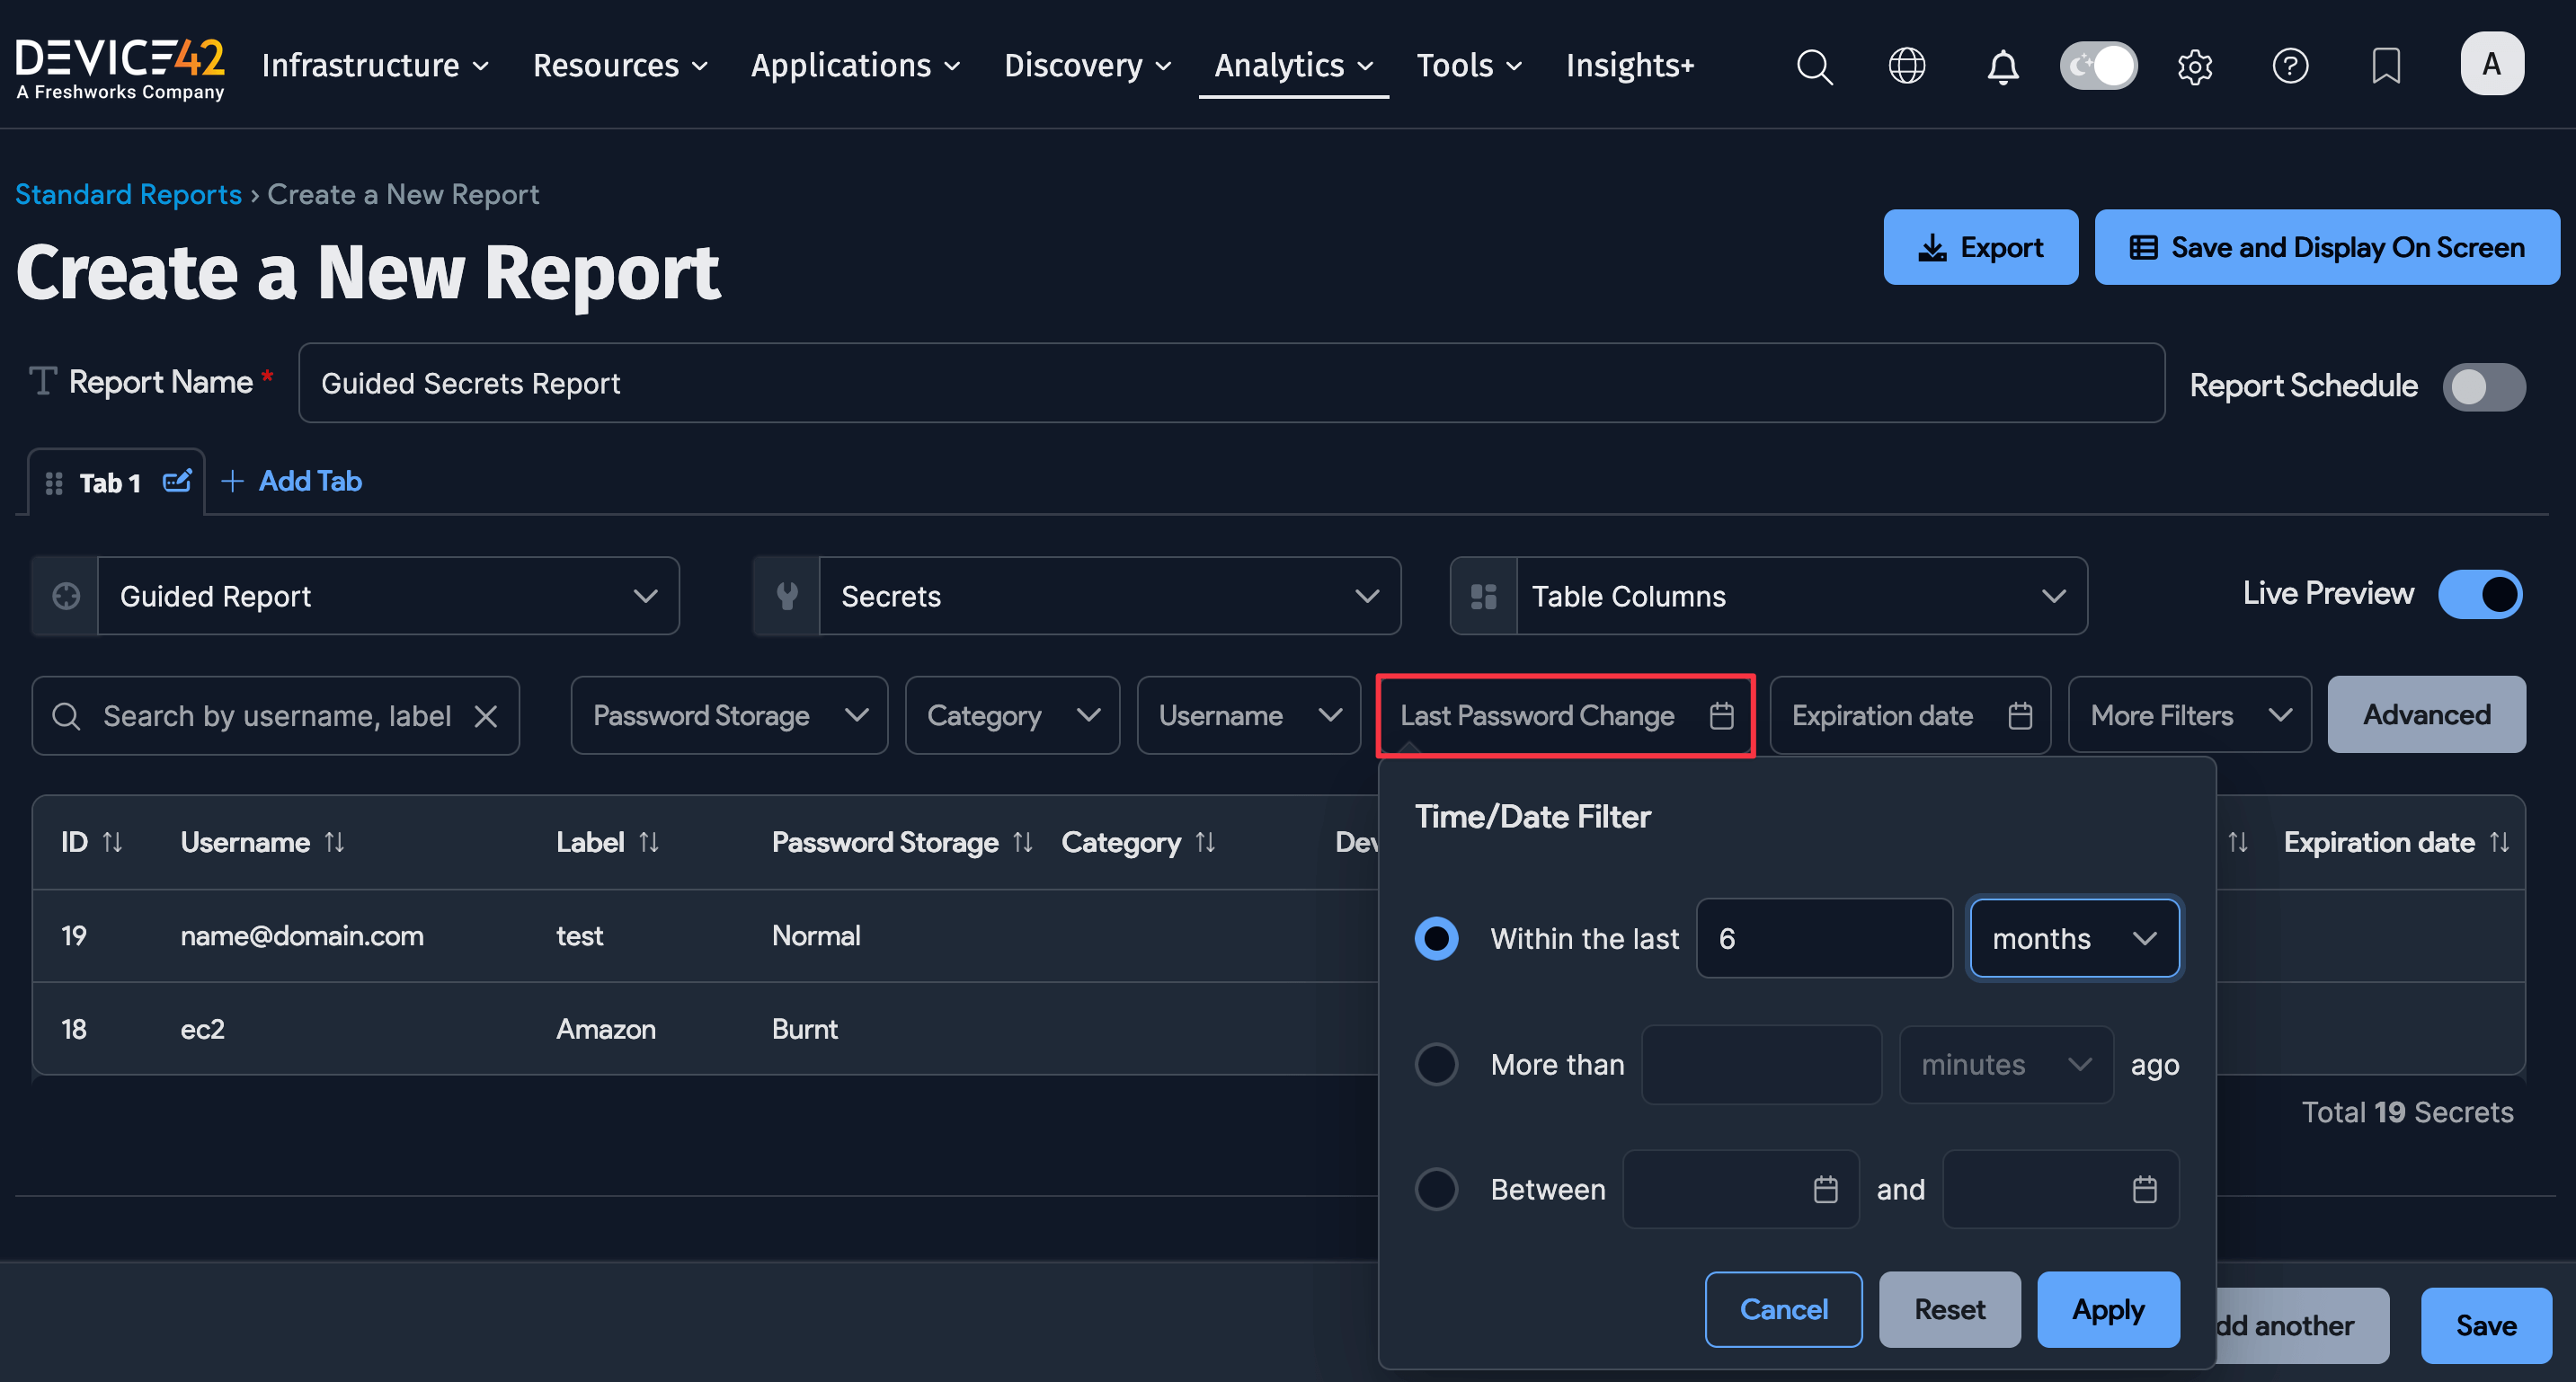 DEVICE42
A Freshworks Company
Infrastructure
Resources
Applications
Discovery
Analytics
Tools
Insights+
A
Standard Reports › Create a New Report
Create a New Report
Export
Save and Display On Screen
Report Name *
Guided Secrets Report
Report Schedule
Tab 1
+ Add Tab
Guided Report
Secrets
Table Columns
Live Preview
Search by username, label
Password Storage
Category
Username
Last Password Change
Expiration date
More Filters
Advanced
ID
Username
Label
Password Storage
Category
Dev
Expiration date
19
name@domain.com
test
Normal
18
ec2
Amazon
Burnt
Time/Date Filter
Within the last
6
months
More than
minutes
ago
Between
and
Cancel
Reset
Apply
Total 19 Secrets
dd another
Save